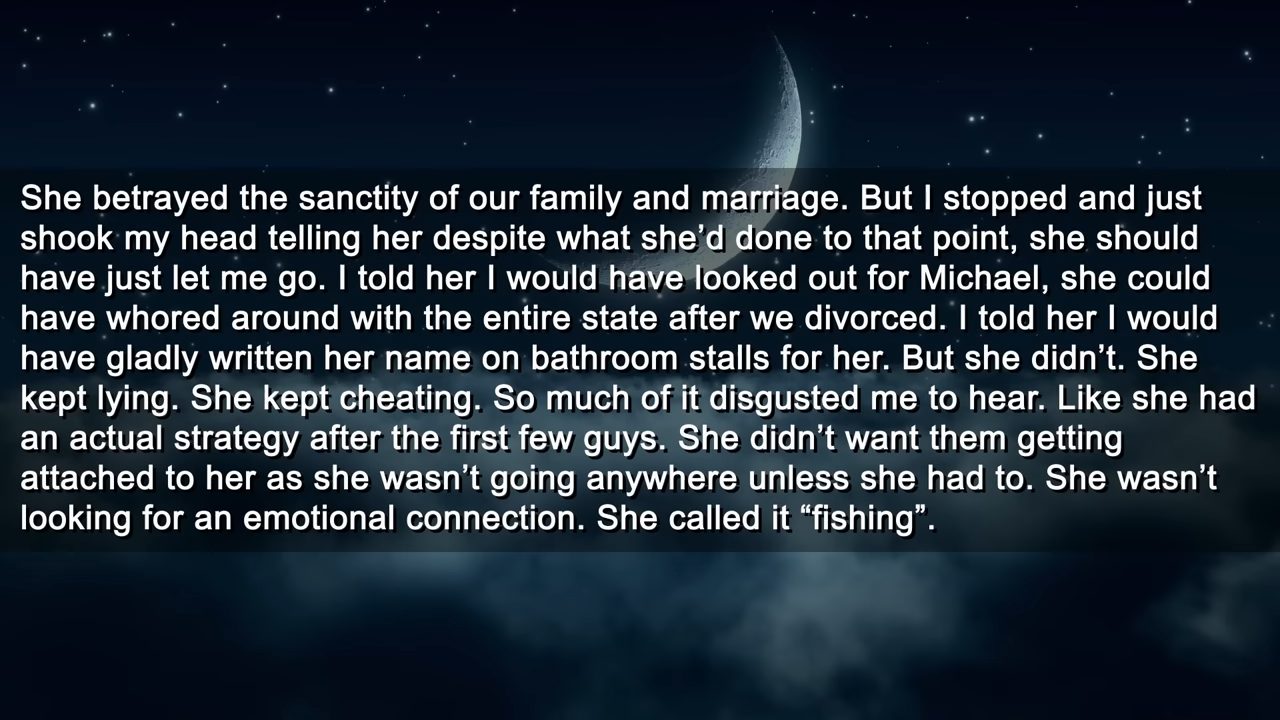 She betrayed the sanctity of our family and marriage. But I stopped and just
shook my head telling her despite what she’d done to that point, she should
have just let me go. I told her I would have looked out for Michael, she could
have whored around with the entire state after we divorced. I told her I would
have gladly written her name on bathroom stalls for her. But she didn’t. She
kept lying. She kept cheating. So much of it disgusted me to hear. Like she had
an actual strategy after the first few guys. She didn’t want them getting
attached to her as she wasn’t going anywhere unless she had to. She wasn’t
looking for an emotional connection. She called it “fishing”.